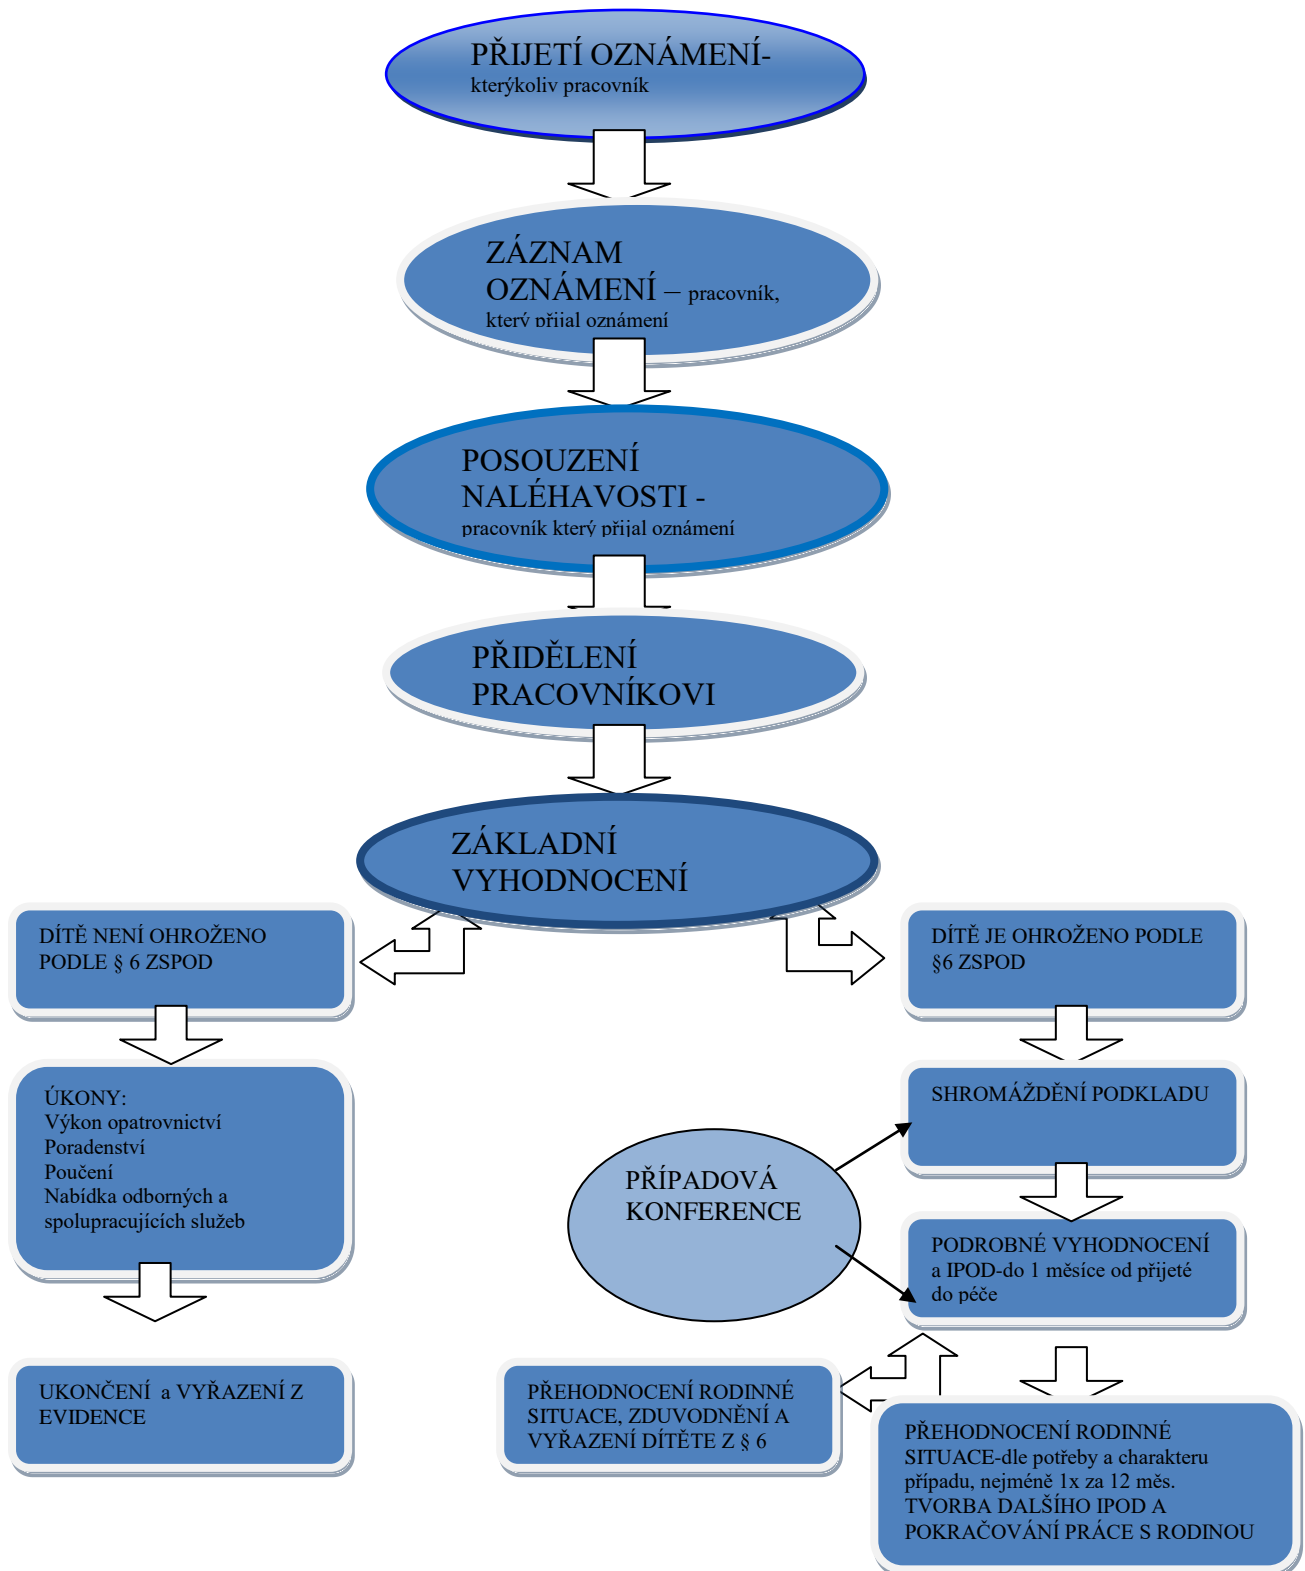 PŘIJETÍ OZNÁMENÍ-
kterýkoliv pracovník
ZÁZNAM
OZNÁMENÍ – pracovník,
který přijal oznámení
POSOUZENÍ
NALÉHAVOSTI -
pracovník který přijal oznámení
PŘIDĚLENÍ
PRACOVNÍKOVI
ZÁKLADNÍ
VYHODNOCENÍ
DÍTĚ NENÍ OHROŽENO
PODLE § 6 ZSPOD
DÍTĚ JE OHROŽENO PODLE
§6 ZSPOD
ÚKONY:
Výkon opatrovnictví
Poradenství
Poučení
Nabídka odborných a
spolupracujících služeb
SHROMÁŽDĚNÍ PODKLADU
PŘÍPADOVÁ
KONFERENCE
PODROBNÉ VYHODNOCENÍ
a IPOD-do 1 měsíce od přijeté
do péče
UKONČENÍ a VYŘAZENÍ Z
EVIDENCE
PŘEHODNOCENÍ RODINNÉ
SITUACE, ZDUVODNĚNÍ A
VYŘAZENÍ DÍTĚTE Z § 6
PŘEHODNOCENÍ RODINNÉ
SITUACE-dle potřeby a charakteru
případu, nejméně 1x za 12 měs.
TVORBA DALŠÍHO IPOD A
POKRAČOVÁNÍ PRÁCE S RODINOU